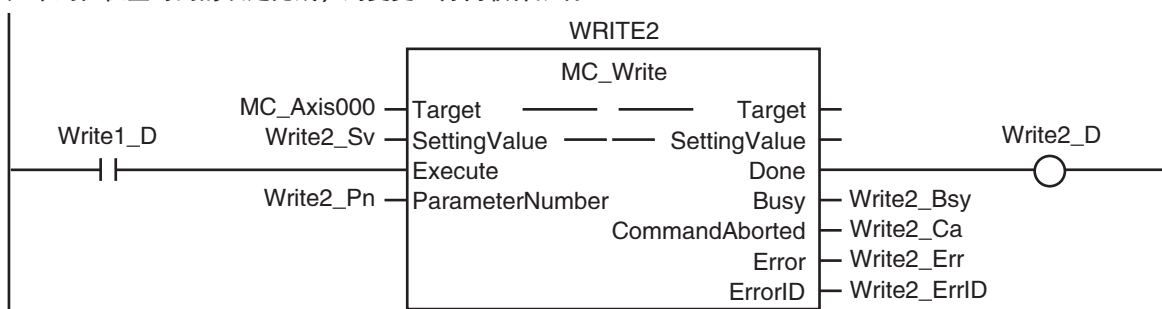 WRITE2
MC_Write
MC_Axis000 Target Target
Write1_D Write2_Sv SettingValue SettingValue Write2_D
Execute Done
Write2_Pn ParameterNumber Busy Write2_Bsy
CommandAborted Write2_Ca
Error Write2_Err
ErrorID Write2_ErrID